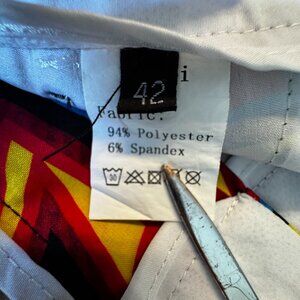 42
i
Fabric:
94% Polyester
6% Spandex